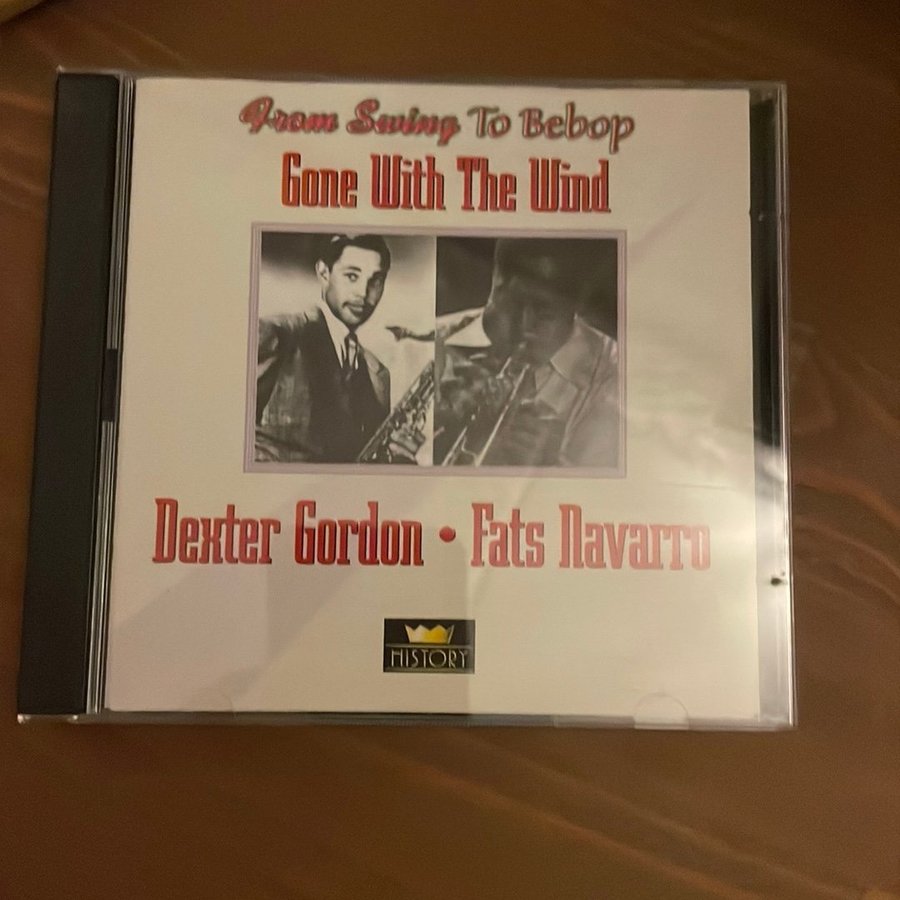 From Swing To Bebop
Gone With The Wind
Dexter Gordon • Fats Navarro
HISTORY